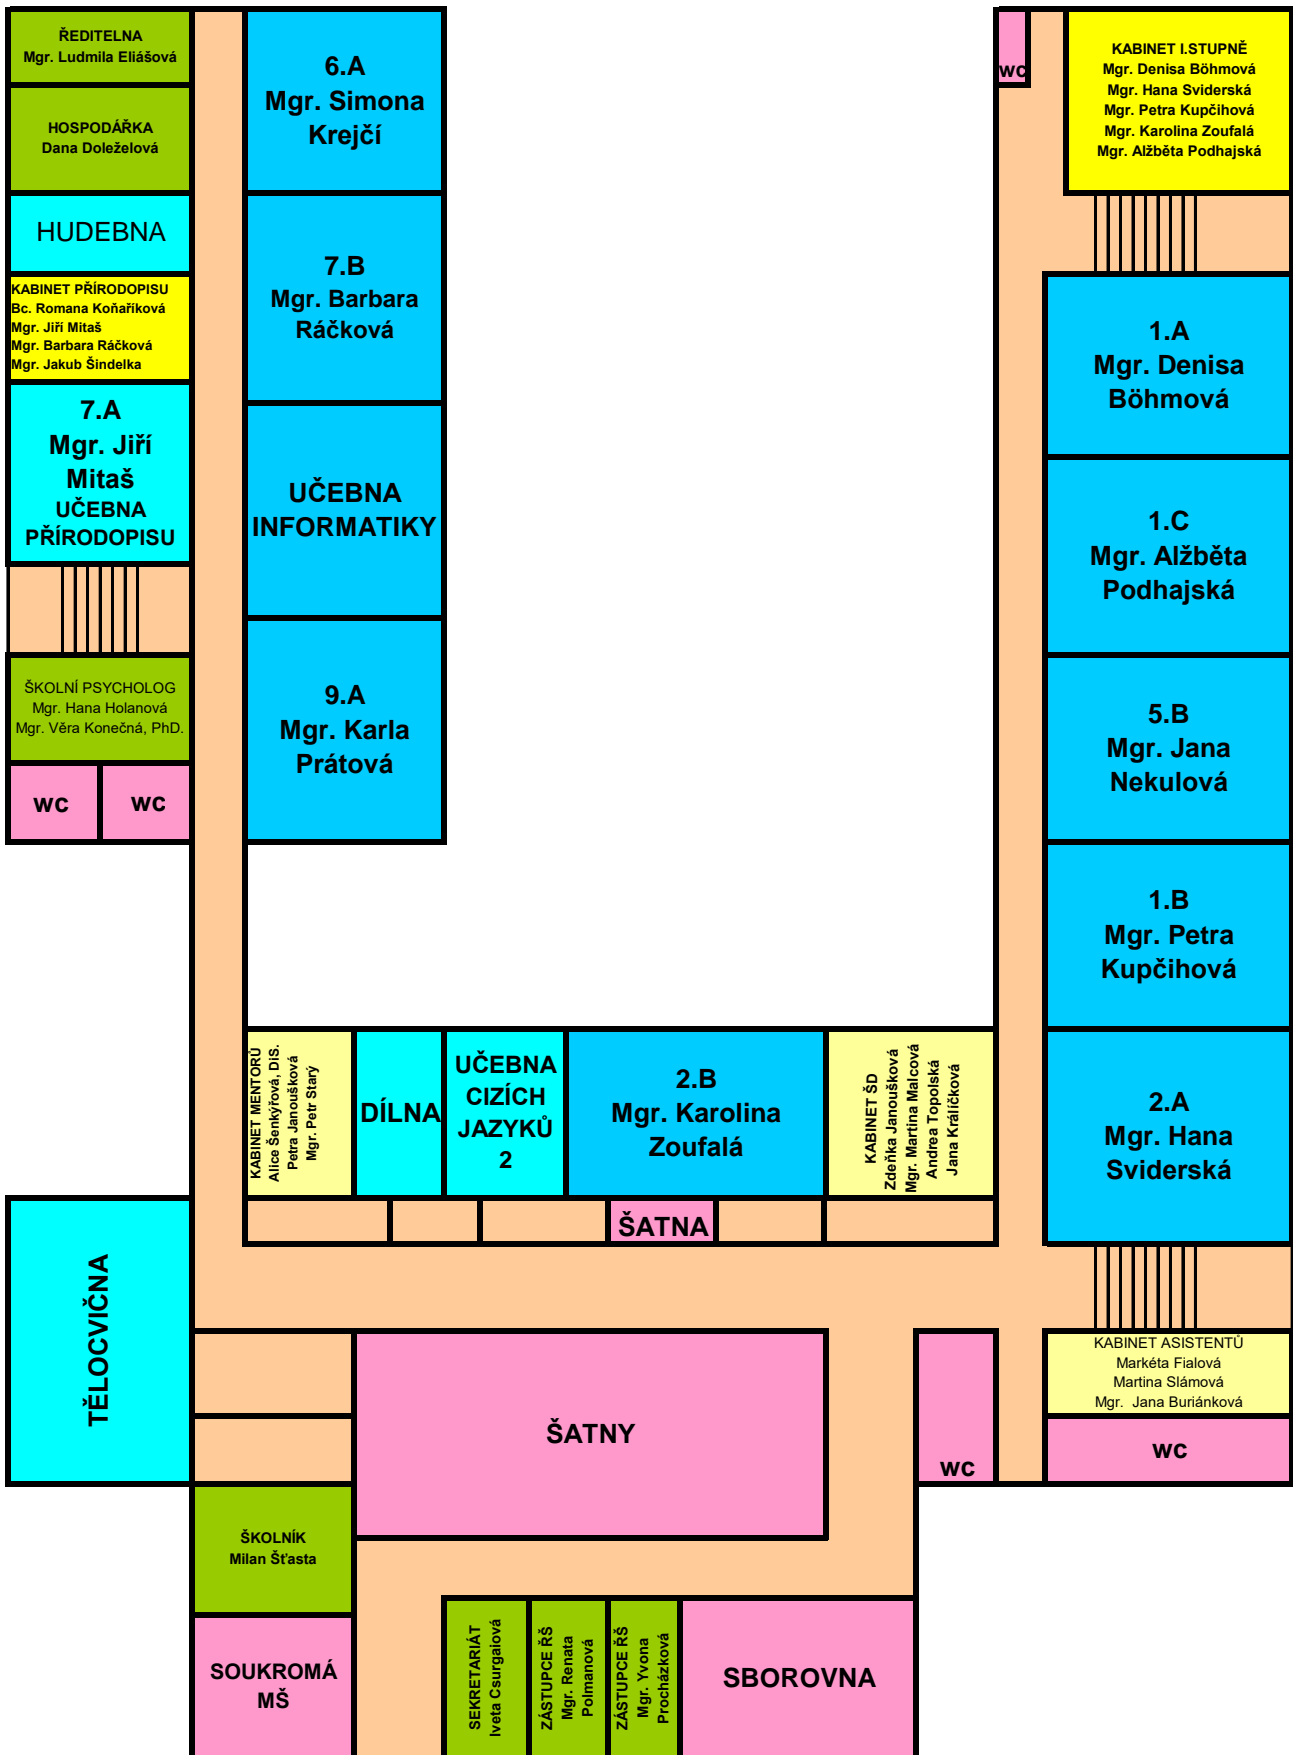 ŘEDITELNA
Mgr. Ludmila Eliášová
HOSPODÁŘKA
Dana Doleželová
HUDEBNA
KABINET PŘÍRODOPISU
Bc. Romana Koňaříková
Mgr. Jiří Mitaš
Mgr. Barbara Ráčková
Mgr. Jakub Šindelka
7.A
Mgr. Jiří
Mitaš
UČEBNA
PŘÍRODOPISU
ŠKOLNÍ PSYCHOLOG
Mgr. Hana Holanová
Mgr. Věra Konečná, PhD.
WC
WC
6.A
Mgr. Simona
Krejčí
7.B
Mgr. Barbara
Ráčková
UČEBNA
INFORMATIKY
9.A
Mgr. Karla
Prátová
WC
KABINET I.STUPNĚ
Mgr. Denisa Böhmová
Mgr. Hana Sviderská
Mgr. Petra Kupčihová
Mgr. Karolina Zoufalá
Mgr. Alžběta Podhajská
1.A
Mgr. Denisa
Böhmová
1.C
Mgr. Alžběta
Podhajská
5.B
Mgr. Jana
Nekulová
1.B
Mgr. Petra
Kupčihová
2.A
Mgr. Hana
Sviderská
KABINET MENTORŮ
Alice Šenkýřová, DiS.
Petra Janoušková
Mgr. Petr Starý
DÍLNA
UČEBNA
CIZÍCH
JAZYKŮ
2
2.B
Mgr. Karolina
Zoufalá
KABINET ŠD
Zdeňka Janoušková
Mgr. Martina Malcová
Andrea Topolská
Jana Králíčková
ŠATNA
TĚLOCVIČNA
ŠATNY
WC
KABINET ASISTENTŮ
Markéta Fialová
Martina Slámová
Mgr. Jana Buriánková
WC
ŠKOLNÍK
Milan Šťasta
SOUKROMÁ
MŠ
SEKRETARIÁT
Iveta Csurgaiová
ZÁSTUPCE ŘŠ
Mgr. Renata
Polmanová
ZÁSTUPCE ŘŠ
Mgr. Yvona
Procházková
SBOROVNA